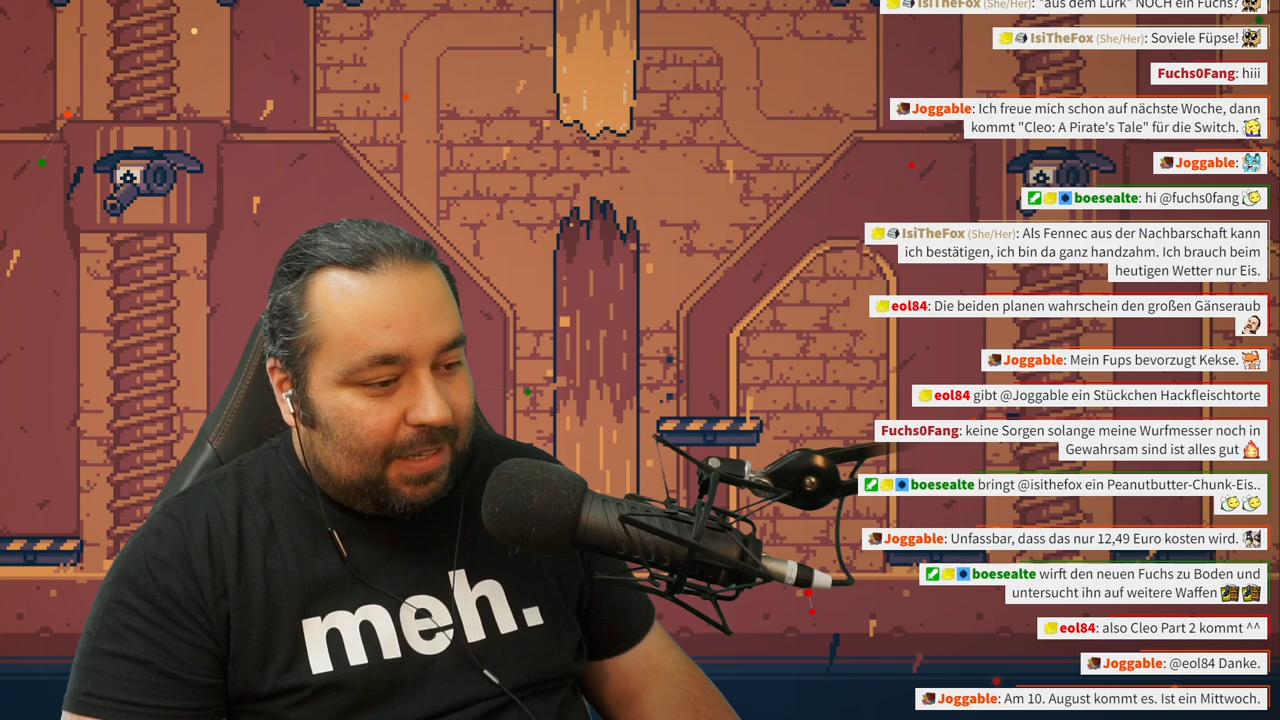 IsiTheFox (She/Her): "aus dem Lurk" NOCH ein Fuchs?
IsiTheFox (She/Her): Soviele Füpse!
Fuchs0Fang: hiii
Joggable: Ich freue mich schon auf nächste Woche, dann
kommt "Cleo: A Pirate's Tale" für die Switch.
Joggable:
boesealte: hi @fuchs0fang
IsiTheFox (She/Her): Als Fennec aus der Nachbarschaft kann
ich bestätigen, ich bin da ganz handzahm. Ich brauch beim
heutigen Wetter nur Eis.
eol84: Die beiden planen wahrschein den großen Gänseraub
Joggable: Mein Fups bevorzugt Kekse.
eol84 gibt @Joggable ein Stückchen Hackfleischtorte
Fuchs0Fang: keine Sorgen solange meine Wurfmesser noch in
Gewahrsam sind ist alles gut
boesealte bringt @isithefox ein Peanutbutter-Chunk-Eis..
Joggable: Unfassbar, dass das nur 12,49 Euro kosten wird.
boesealte wirft den neuen Fuchs zu Boden und
untersucht ihn auf weitere Waffen
eol84: also Cleo Part 2 kommt ^^
Joggable: @eol84 Danke.
Joggable: Am 10. August kommt es. Ist ein Mittwoch.
meh.